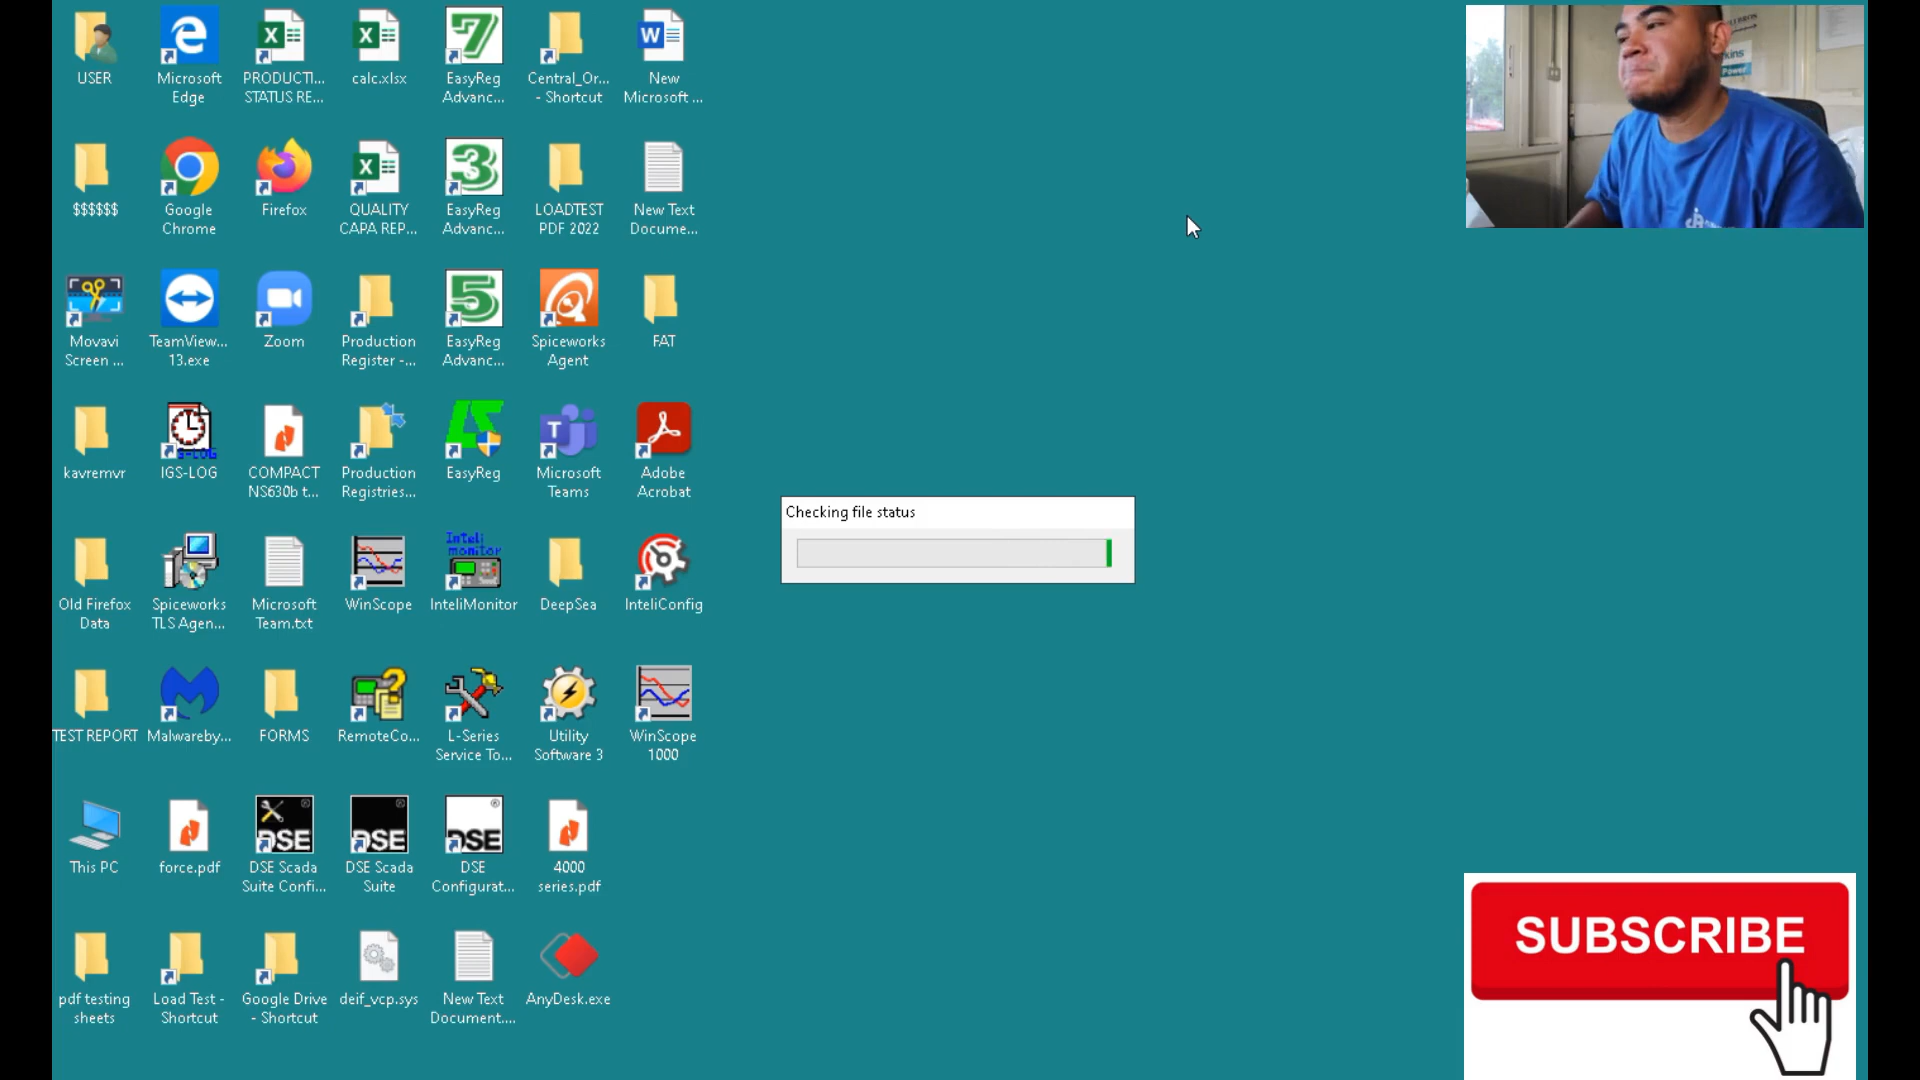 USER
Microsoft
Edge
PRODUCTI...
STATUS RE...
calc.xlsx
EasyReg
Advanc...
Central_Or...
- Shortcut
New
Microsoft ...
$$$$$$
Google
Chrome
Firefox
QUALITY
CAPA REP...
EasyReg
Advanc...
LOADTEST
PDF 2022
New Text
Docume...
Movavi
Screen ...
TeamView...
13.exe
Zoom
Production
Register -...
EasyReg
Advanc...
Spiceworks
Agent
FAT
kavremvr
IGS-LOG
COMPACT
NS630b t...
Production
Registries...
EasyReg
Microsoft
Teams
Adobe
Acrobat
Checking file status
Old Firefox
Data
Spiceworks
TLS Agen...
Microsoft
Team.txt
WinScope
Inteli
monitor
InteliMonitor
DeepSea
InteliConfig
TEST REPORT
Malwareby...
FORMS
RemoteCo...
L-Series
Service To...
Utility
Software 3
WinScope
1000
This PC
force.pdf
DSE
DSE Scada
Suite Confi...
DSE
DSE Scada
Suite
DSE
DSE
Configurat...
4000
series.pdf
pdf testing
sheets
Load Test -
Shortcut
Google Drive
- Shortcut
deif_vcp.sys
New Text
Document....
AnyDesk.exe
SUBSCRIBE
Power